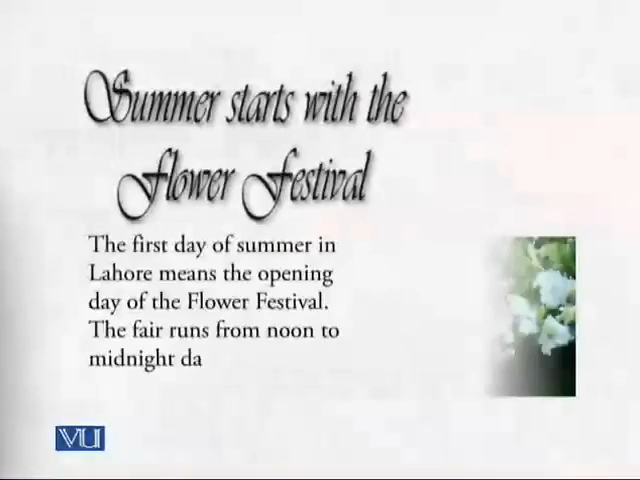 Summer starts with the
Flower Festival
The first day of summer in
Lahore means the opening
day of the Flower Festival.
The fair runs from noon to
midnight da
VU